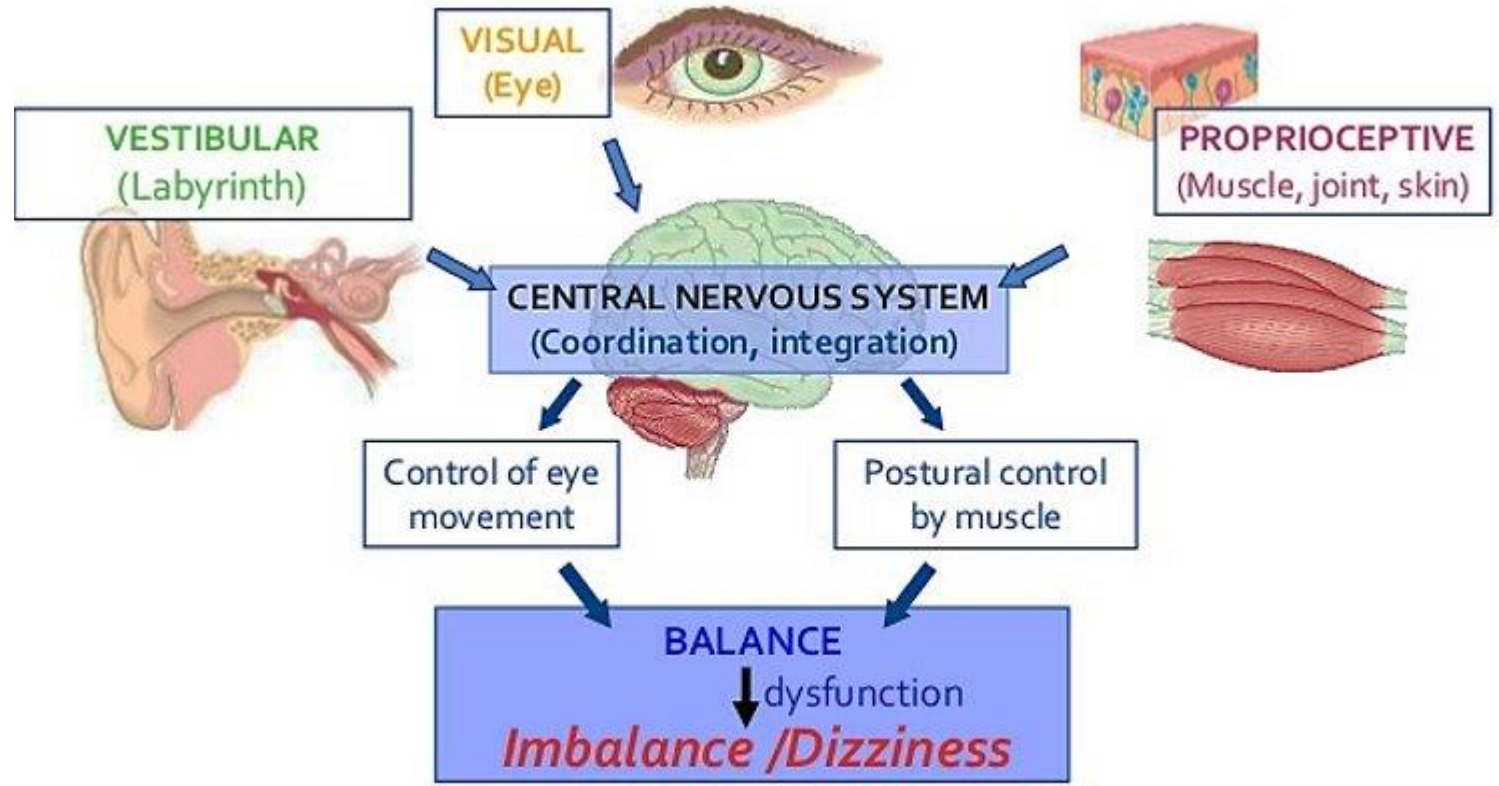 VISUAL
(Eye)
VESTIBULAR
(Labyrinth)
PROPRIOCEPTIVE
(Muscle, joint, skin)
CENTRAL NERVOUS SYSTEM
(Coordination, integration)
Control of eye
movement
Postural control
by muscle
BALANCE
dysfunction
Imbalance /Dizziness